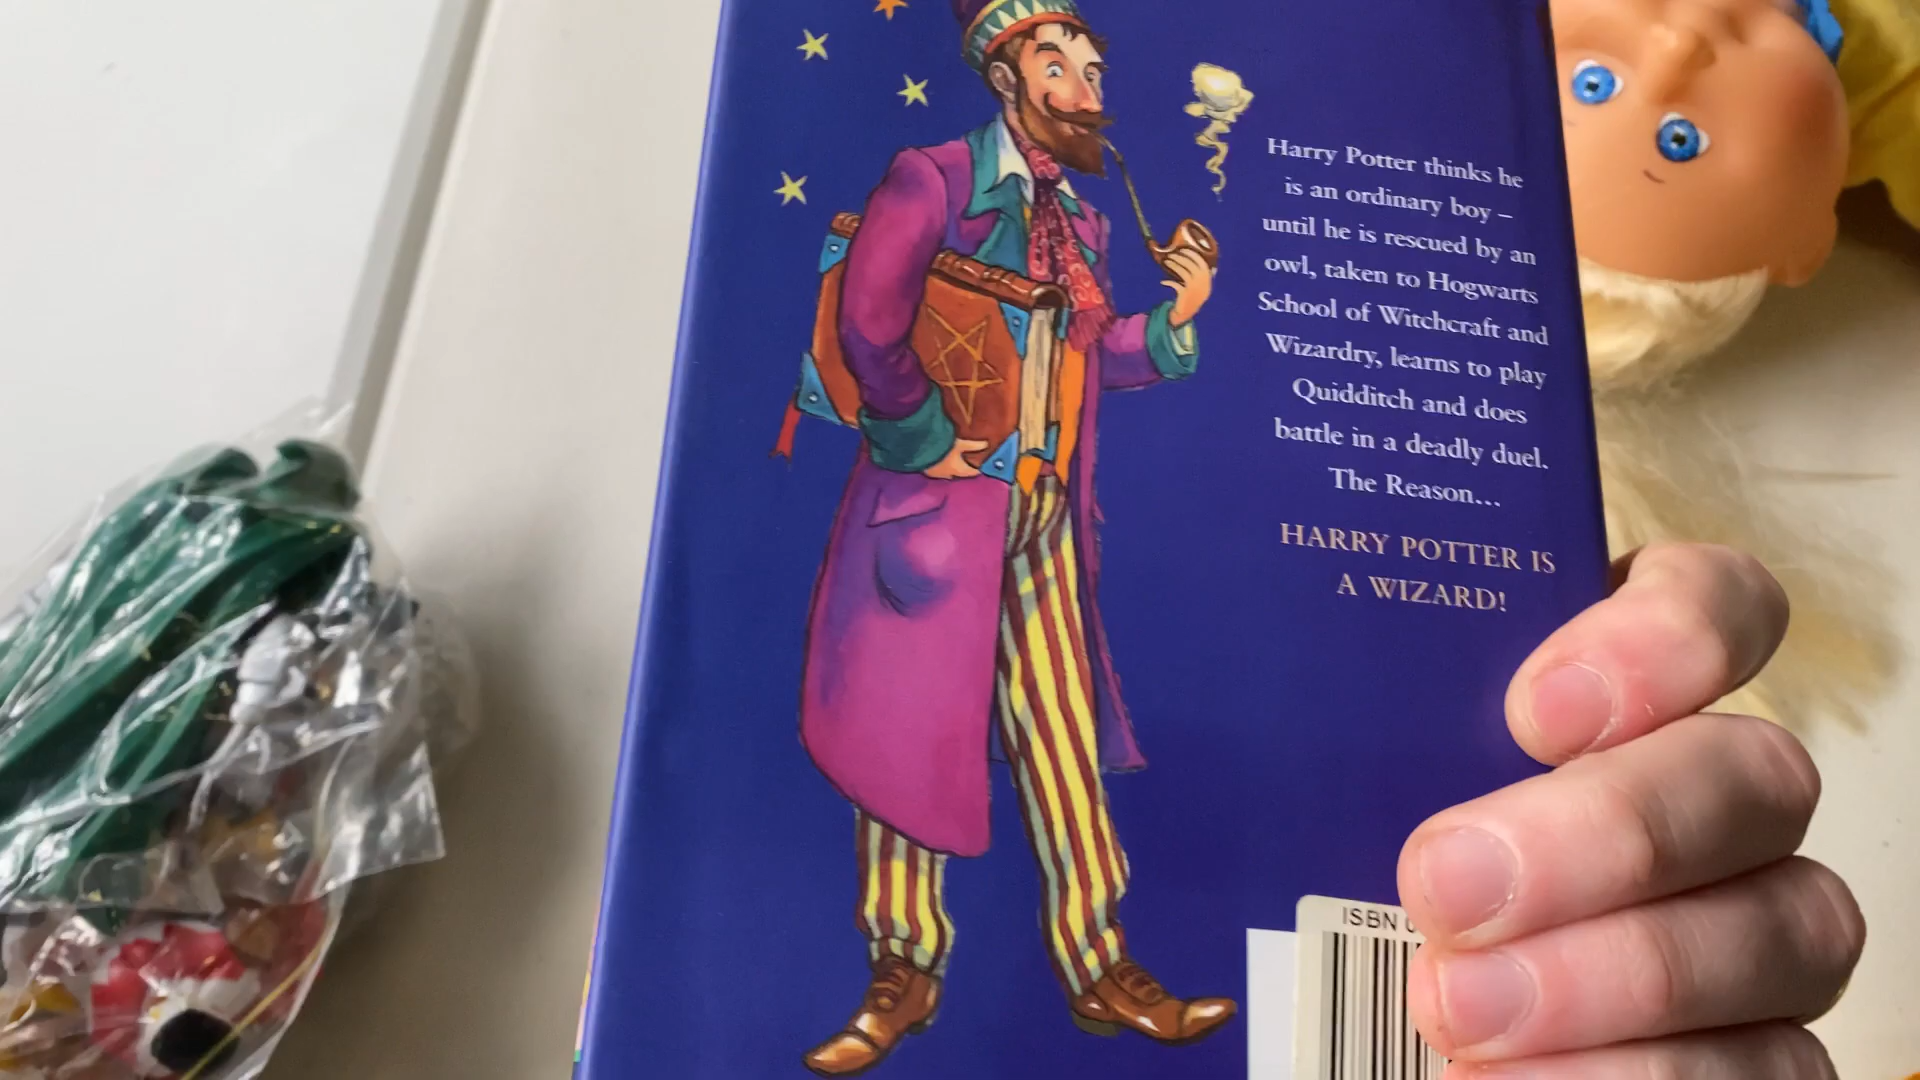 Harry Potter thinks he
is an ordinary boy –
until he is rescued by an
owl, taken to Hogwarts
School of Witchcraft and
Wizardry, learns to play
Quidditch and does
battle in a deadly duel.
The Reason...
HARRY POTTER IS
A WIZARD!
ISBN 0